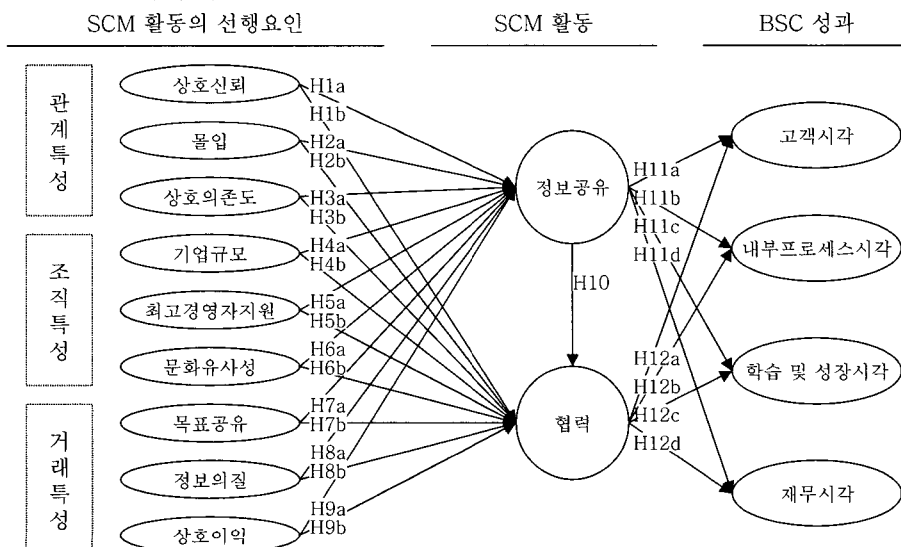 SCM 활동의 선행요인 SCM 활동 BSC 성과
관계특성
상호신뢰
몰입
상호의존도
조직특성
기업규모
최고경영자지원
문화유사성
거래특성
목표공유
정보의질
상호이익
H1a
H1b
H2a
H2b
H3a
H3b
H4a
H4b
H5a
H5b
H6a
H6b
H7a
H7b
H8a
H8b
H9a
H9b
정보공유
H10
협력
H11a
H11b
H11c
H11d
H12a
H12b
H12c
H12d
고객시각
내부프로세스시각
학습 및 성장시각
재무시각